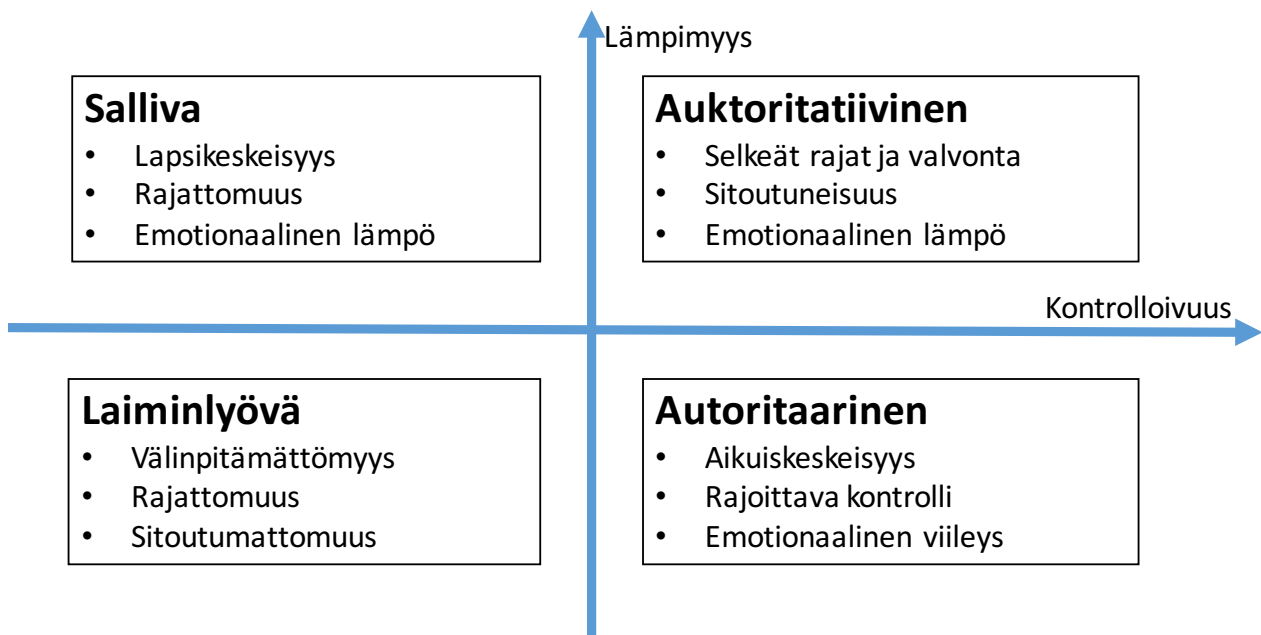 Lämpimyys
Salliva
• Lapsikeskeisyys
• Rajattomuus
• Emotionaalinen lämpö
Auktoritatiivinen
• Selkeät rajat ja valvonta
• Sitoutuneisuus
• Emotionaalinen lämpö
Kontrolloivuus
Laiminlyövä
• Välinpitämättömyys
• Rajattomuus
• Sitoutumattomuus
Autoritaarinen
• Aikuiskeskeisyys
• Rajoittava kontrolli
• Emotionaalinen viileys